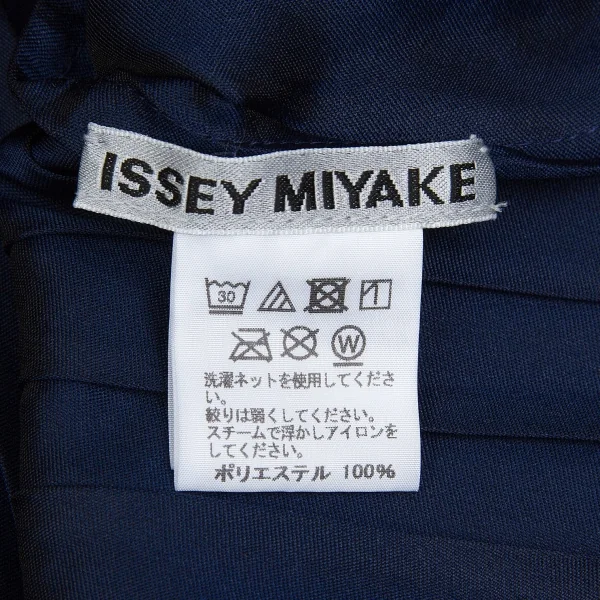 ISSEY MIYAKE
30
W
洗濯ネットを使用してくださ
い。
絞りは弱くしてください。
スチームで浮かしアイロンを
してください。
ポリエステル 100%